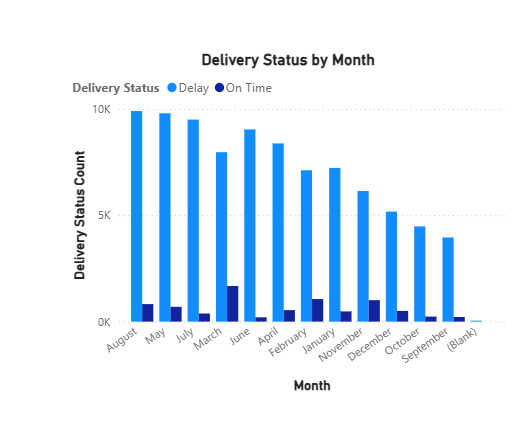 Delivery Status by Month
Delivery Status Delay On Time
Delivery Status Count
10K
5K
0K
August May July March June April February January November December October September (Blank)
Month